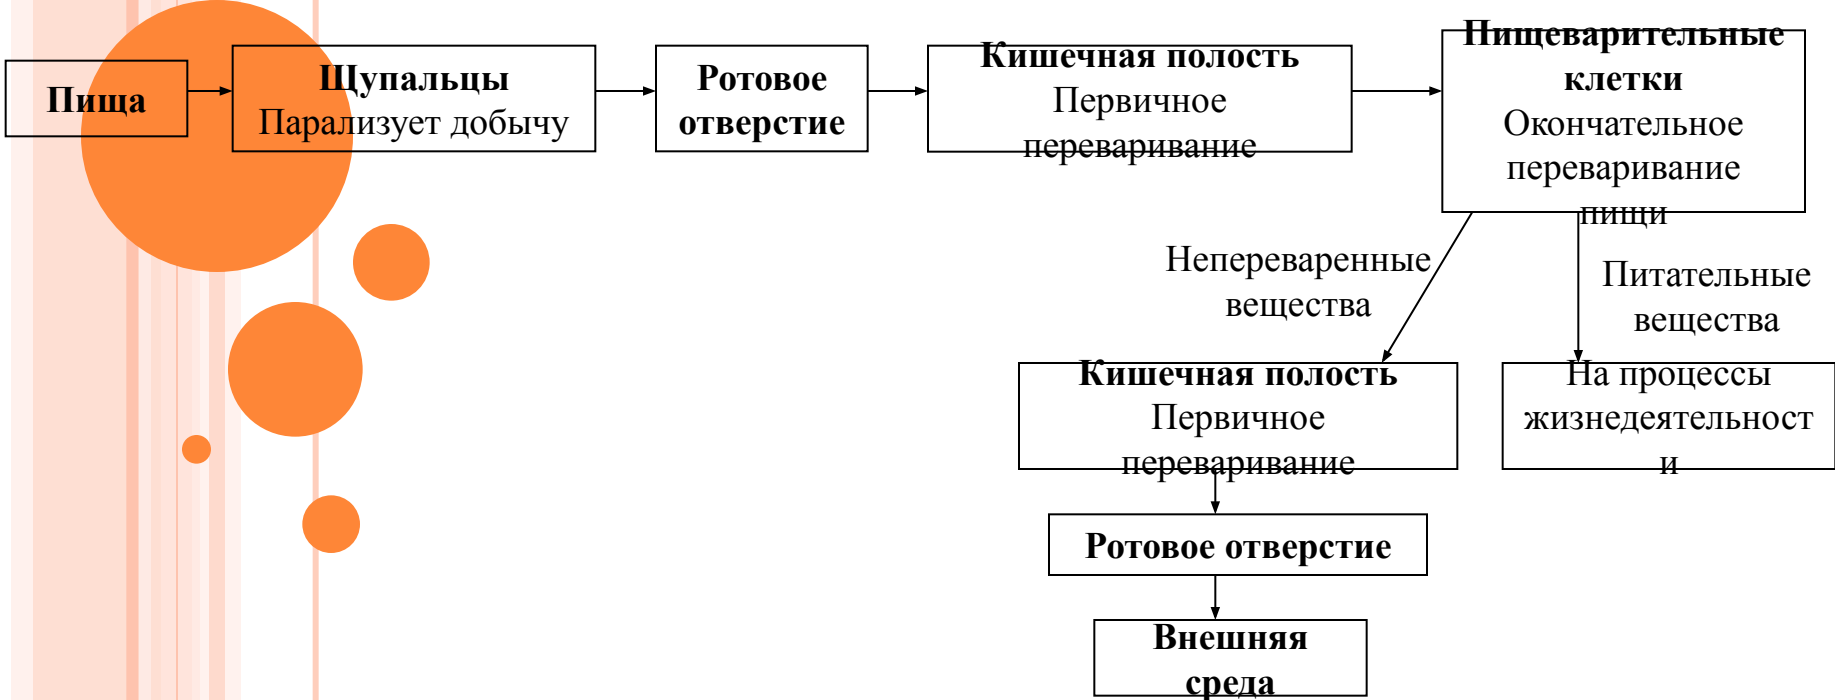 Пища
Щупальцы
Парализует добычу
Ротовое
отверстие
Кишечная полость
Первичное
переваривание
Пищеварительные
клетки
Окончательное
переваривание
пищи
Непереваренные
вещества
Питательные
вещества
Кишечная полость
Первичное
переваривание
На процессы
жизнедеятельност
и
Ротовое отверстие
Внешняя
среда